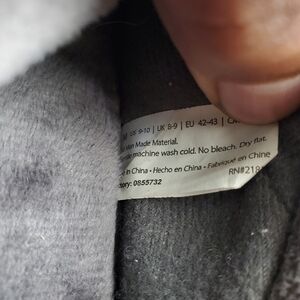 US 9-10 | UK 8-9 | EU 42-43 |
Man Made Material.
machine wash cold. No bleach. Dry flat.
in China • Hecho en China • Fabriqué en Chine
RN#218
ory: 0855732